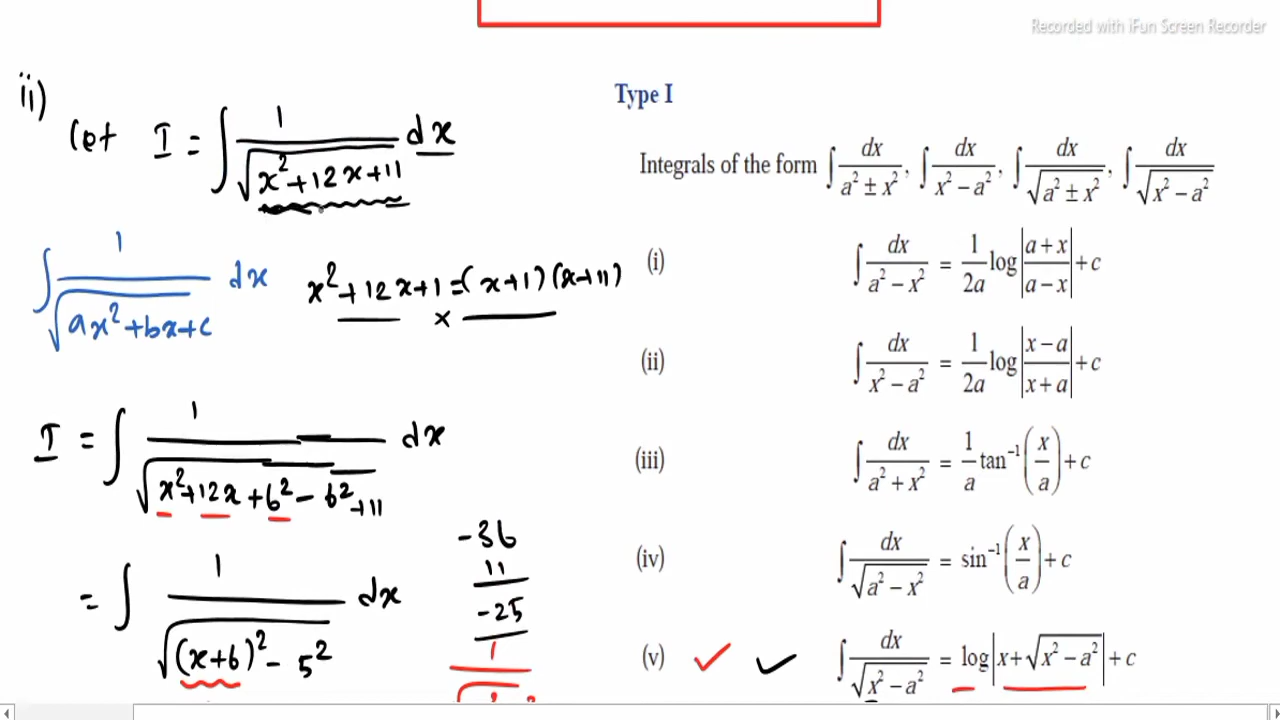 Recorded with iFun Screen Recorder
ii)
Let I = ∫ 1/√(x² + 12x + 11) dx
∫ 1/√(ax² + bx + c) dx
x² + 12x + 1 = (x+1)(x+11)
×
I = ∫ 1/√(x² + 12x + 6² − 6² + 11) dx
= ∫ 1/√((x+6)² − 5²) dx
-36
11
-25
Type I
Integrals of the form ∫ dx/(a² ± x²), ∫ dx/(x² − a²), ∫ dx/√(a² ± x²), ∫ dx/√(x² − a²)
(i) ∫ dx/(a² − x²) = 1/2a log |(a + x)/(a − x)| + c
(ii) ∫ dx/(x² − a²) = 1/2a log |(x − a)/(x + a)| + c
(iii) ∫ dx/(a² + x²) = 1/a tan⁻¹ (x/a) + c
(iv) ∫ dx/√(a² − x²) = sin⁻¹ (x/a) + c
(v) ∫ dx/√(x² − a²) = log |x + √(x² − a²)| + c